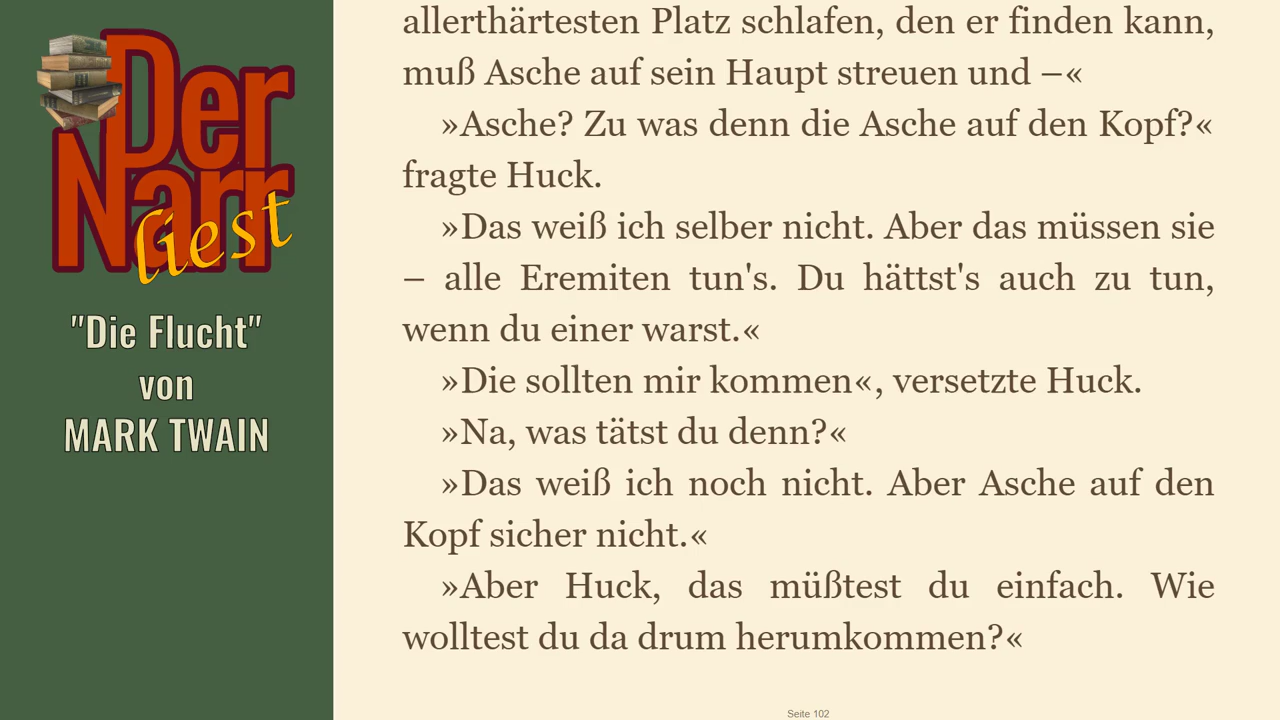 Der
Narr
liest
"Die Flucht"
von
MARK TWAIN
allerthärtesten Platz schlafen, den er finden kann,
muß Asche auf sein Haupt streuen und –«
»Asche? Zu was denn die Asche auf den Kopf?«
fragte Huck.
»Das weiß ich selber nicht. Aber das müssen sie
– alle Eremiten tun's. Du hättst's auch zu tun,
wenn du einer warst.«
»Die sollten mir kommen«, versetzte Huck.
»Na, was tätst du denn?«
»Das weiß ich noch nicht. Aber Asche auf den
Kopf sicher nicht.«
»Aber Huck, das müßtest du einfach. Wie
wolltest du da drum herumkommen?«
Seite 102